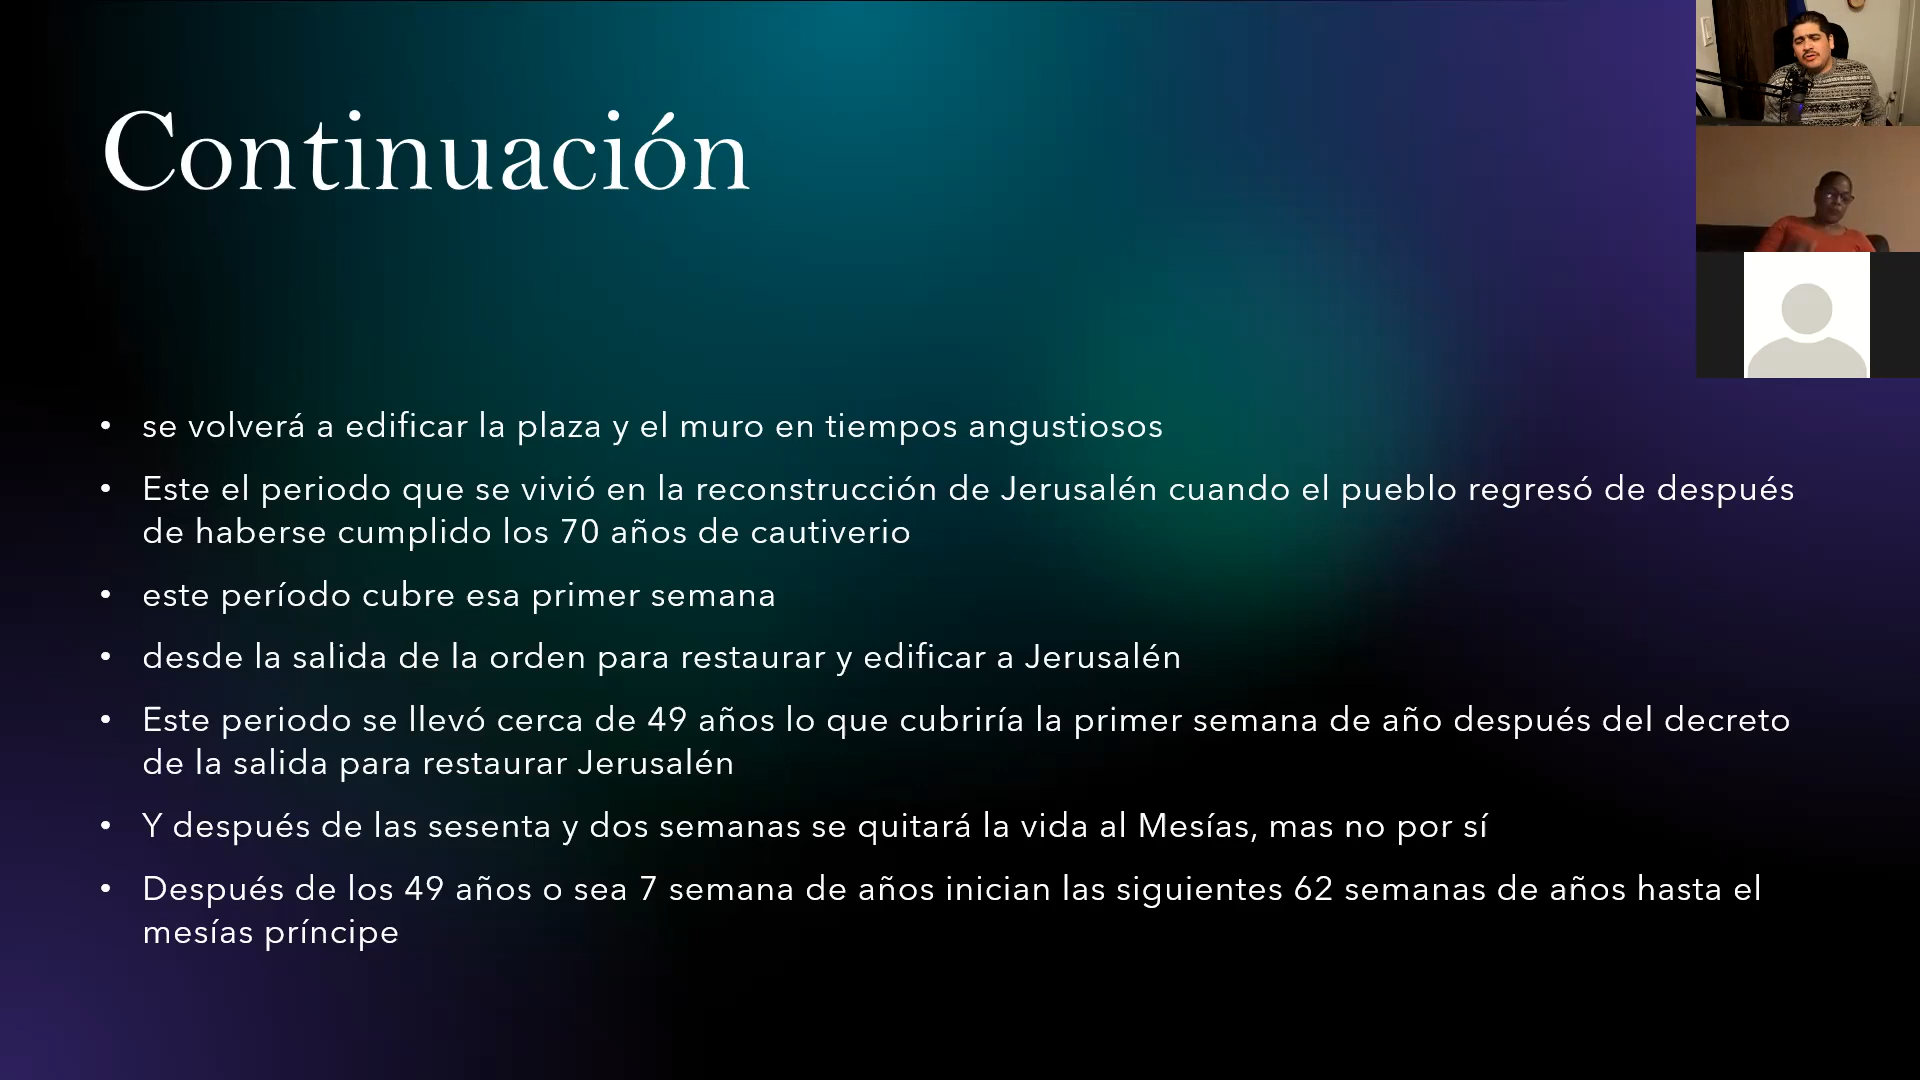 Continuación
• se volverá a edificar la plaza y el muro en tiempos angustiosos
• Este el periodo que se vivió en la reconstrucción de Jerusalén cuando el pueblo regresó de después
de haberse cumplido los 70 años de cautiverio
• este período cubre esa primer semana
• desde la salida de la orden para restaurar y edificar a Jerusalén
• Este periodo se llevó cerca de 49 años lo que cubriría la primer semana de año después del decreto
de la salida para restaurar Jerusalén
• Y después de las sesenta y dos semanas se quitará la vida al Mesías, mas no por sí
• Después de los 49 años o sea 7 semana de años inician las siguientes 62 semanas de años hasta el
mesías príncipe